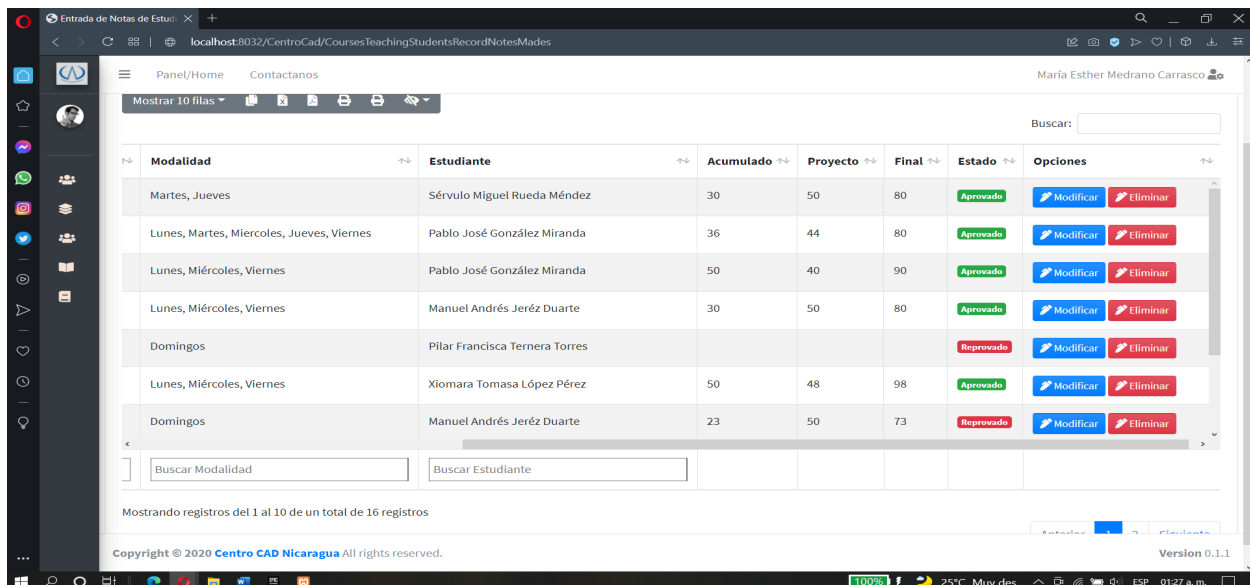 Entrada de Notas de Estudi
localhost:8032/CentroCad/CoursesTeachingStudentsRecordNotesMades
Panel/Home Contactanos María Esther Medrano Carrasco
Mostrar 10 filas
Buscar:
Modalidad Estudiante Acumulado Proyecto Final Estado Opciones
Martes, Jueves Sérvulo Miguel Rueda Méndez 30 50 80 Aprovado Modificar Eliminar
Lunes, Martes, Miercoles, Jueves, Viernes Pablo José González Miranda 36 44 80 Aprovado Modificar Eliminar
Lunes, Miércoles, Viernes Pablo José González Miranda 50 40 90 Aprovado Modificar Eliminar
Lunes, Miércoles, Viernes Manuel Andrés Jeréz Duarte 30 50 80 Aprovado Modificar Eliminar
Domingos Pilar Francisca Ternera Torres Reprovado Modificar Eliminar
Lunes, Miércoles, Viernes Xiomara Tomasa López Pérez 50 48 98 Aprovado Modificar Eliminar
Domingos Manuel Andrés Jeréz Duarte 23 50 73 Reprovado Modificar Eliminar
Buscar Modalidad Buscar Estudiante
Mostrando registros del 1 al 10 de un total de 16 registros
Anterior 1 2 Siguiente
Copyright © 2020 Centro CAD Nicaragua All rights reserved. Version 0.1.1
100% 25°C Muy des ESP 01:27 a. m.